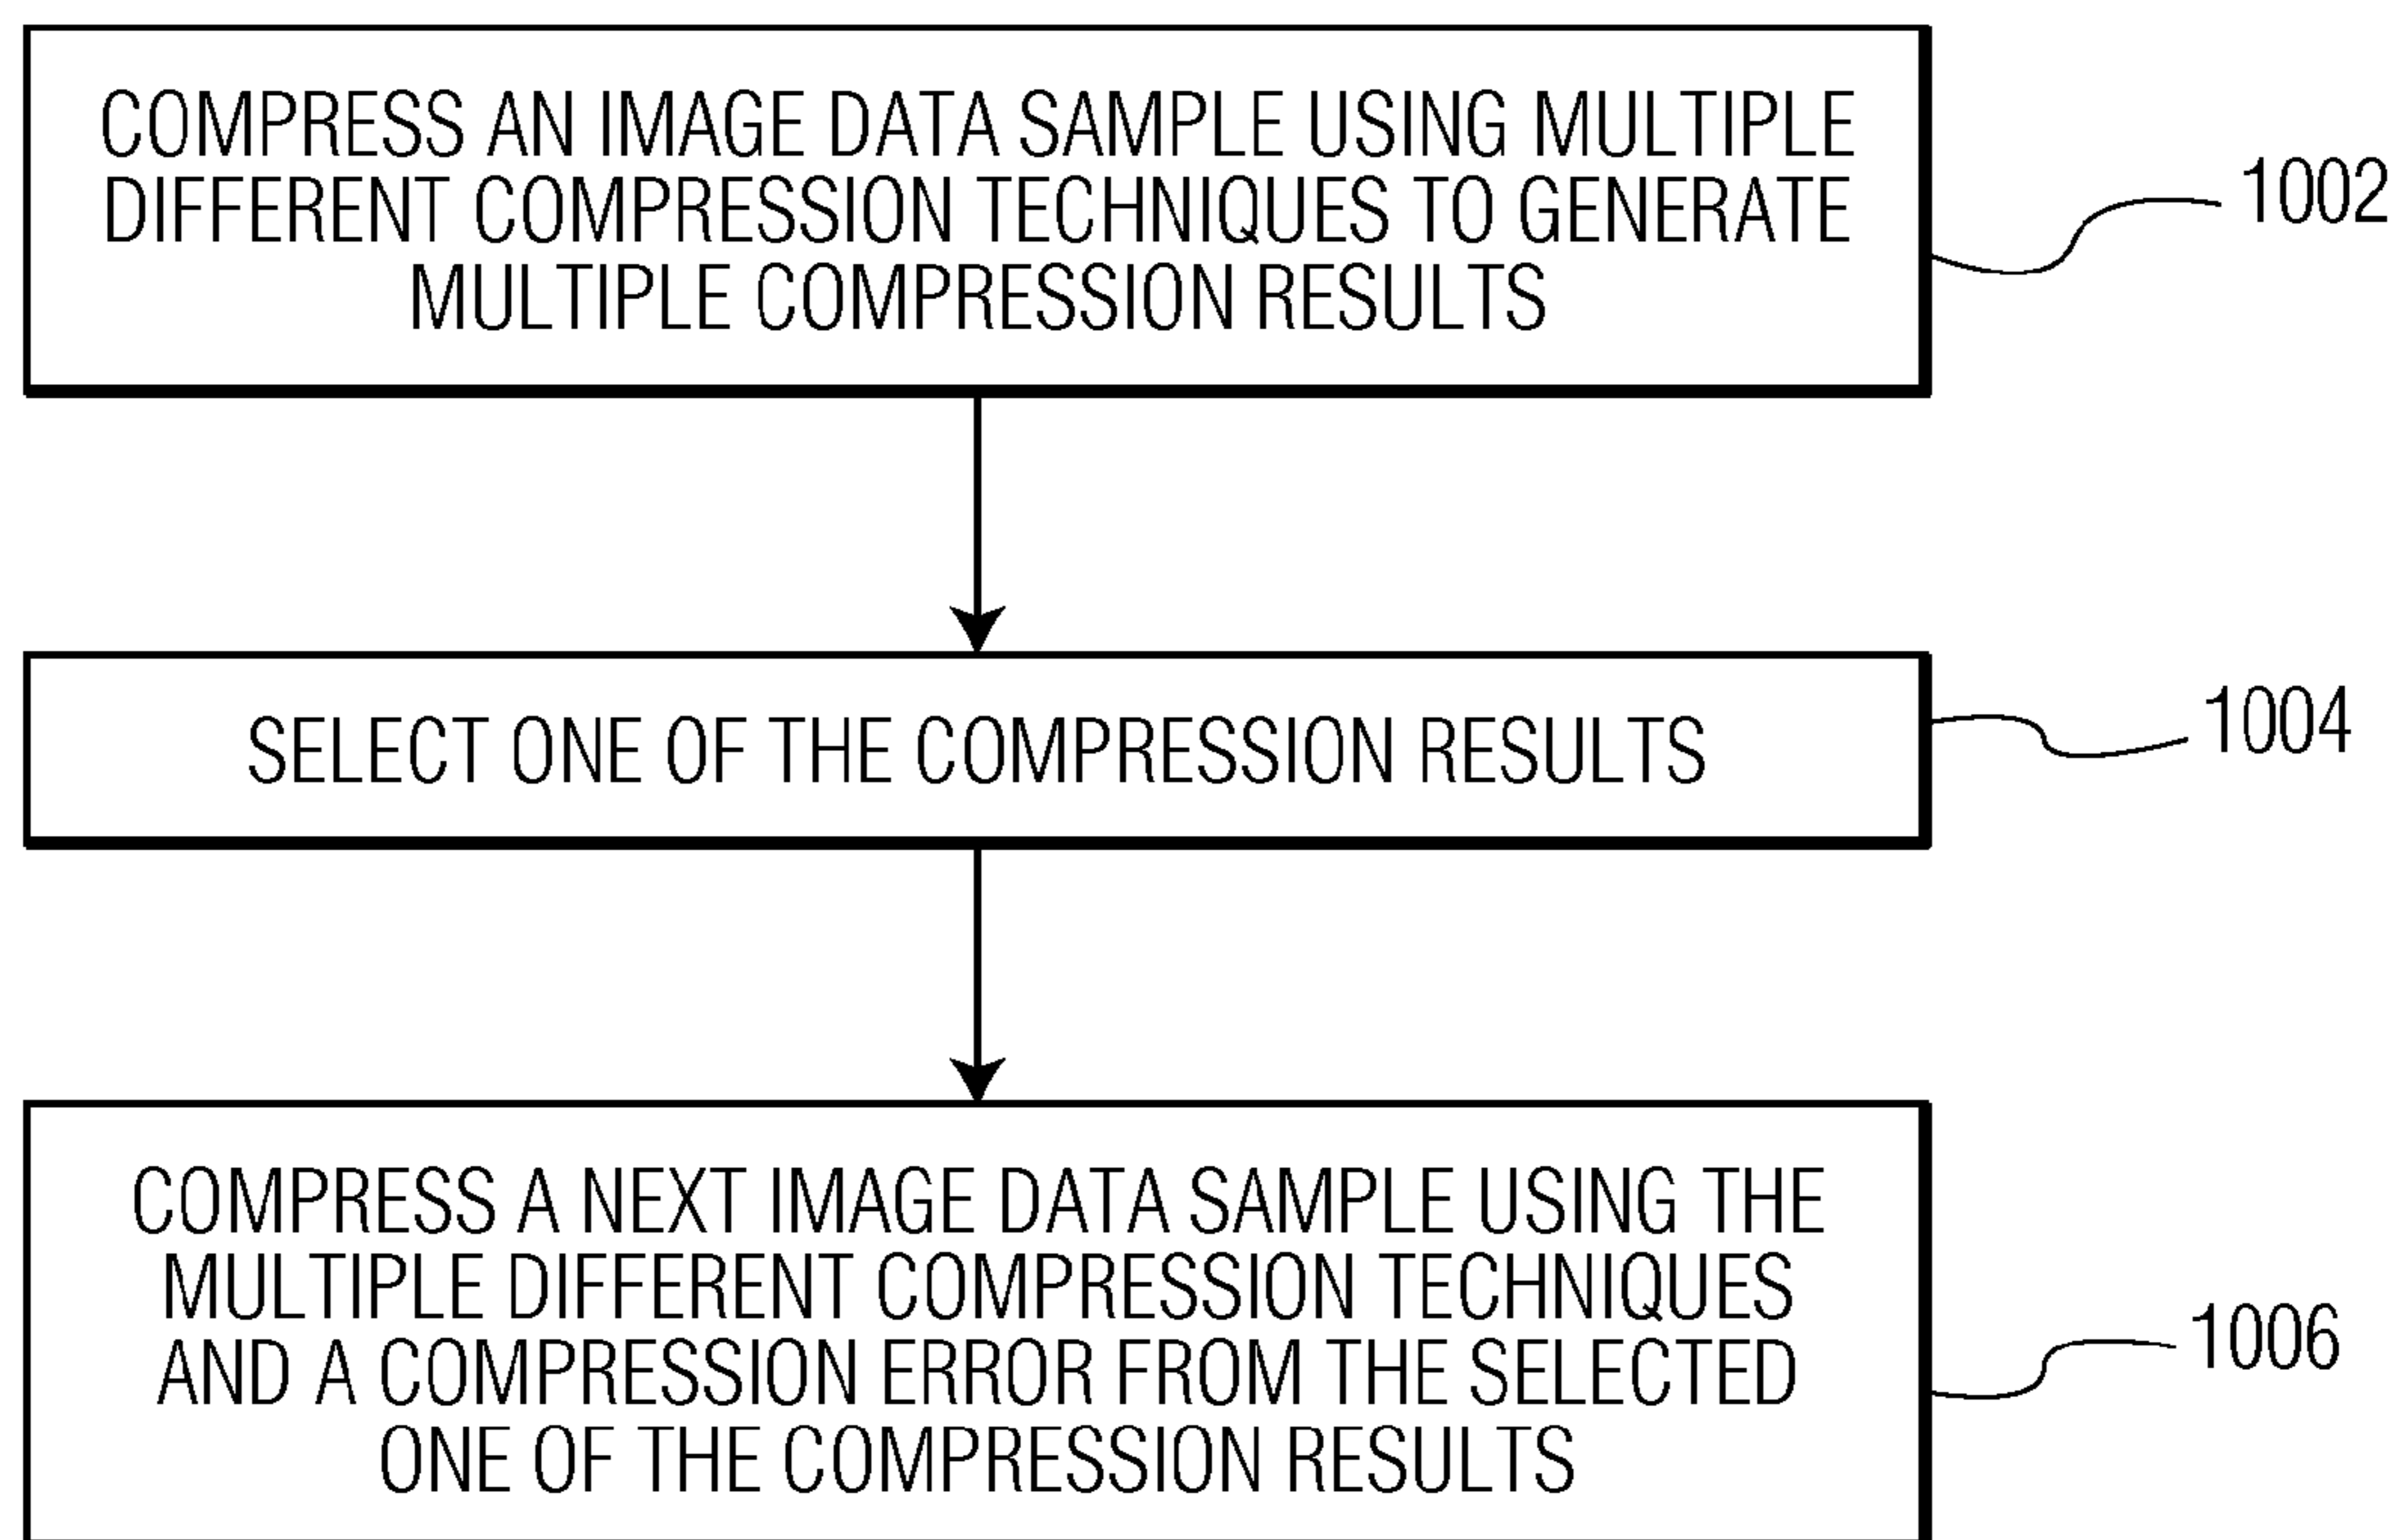 COMPRESS AN IMAGE DATA SAMPLE USING MULTIPLE
DIFFERENT COMPRESSION TECHNIQUES TO GENERATE
MULTIPLE COMPRESSION RESULTS
1002
SELECT ONE OF THE COMPRESSION RESULTS
1004
COMPRESS A NEXT IMAGE DATA SAMPLE USING THE
MULTIPLE DIFFERENT COMPRESSION TECHNIQUES
AND A COMPRESSION ERROR FROM THE SELECTED
ONE OF THE COMPRESSION RESULTS
1006